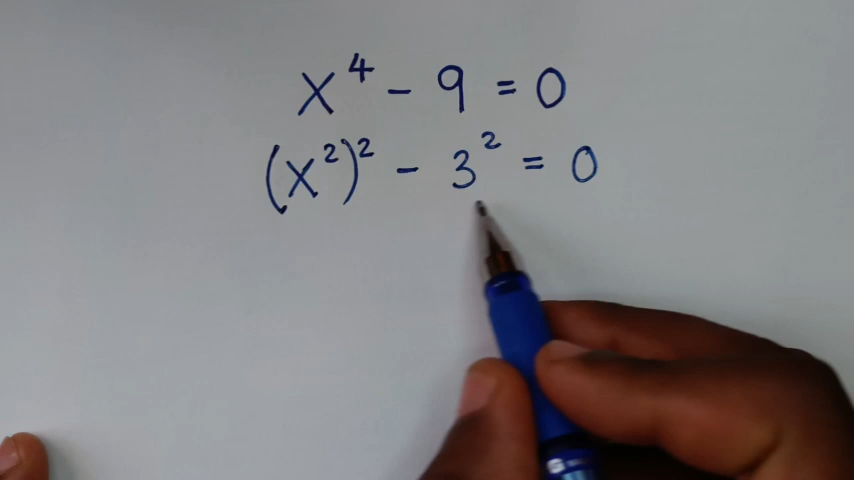 x⁴ - 9 = 0
(x²)² - 3² = 0